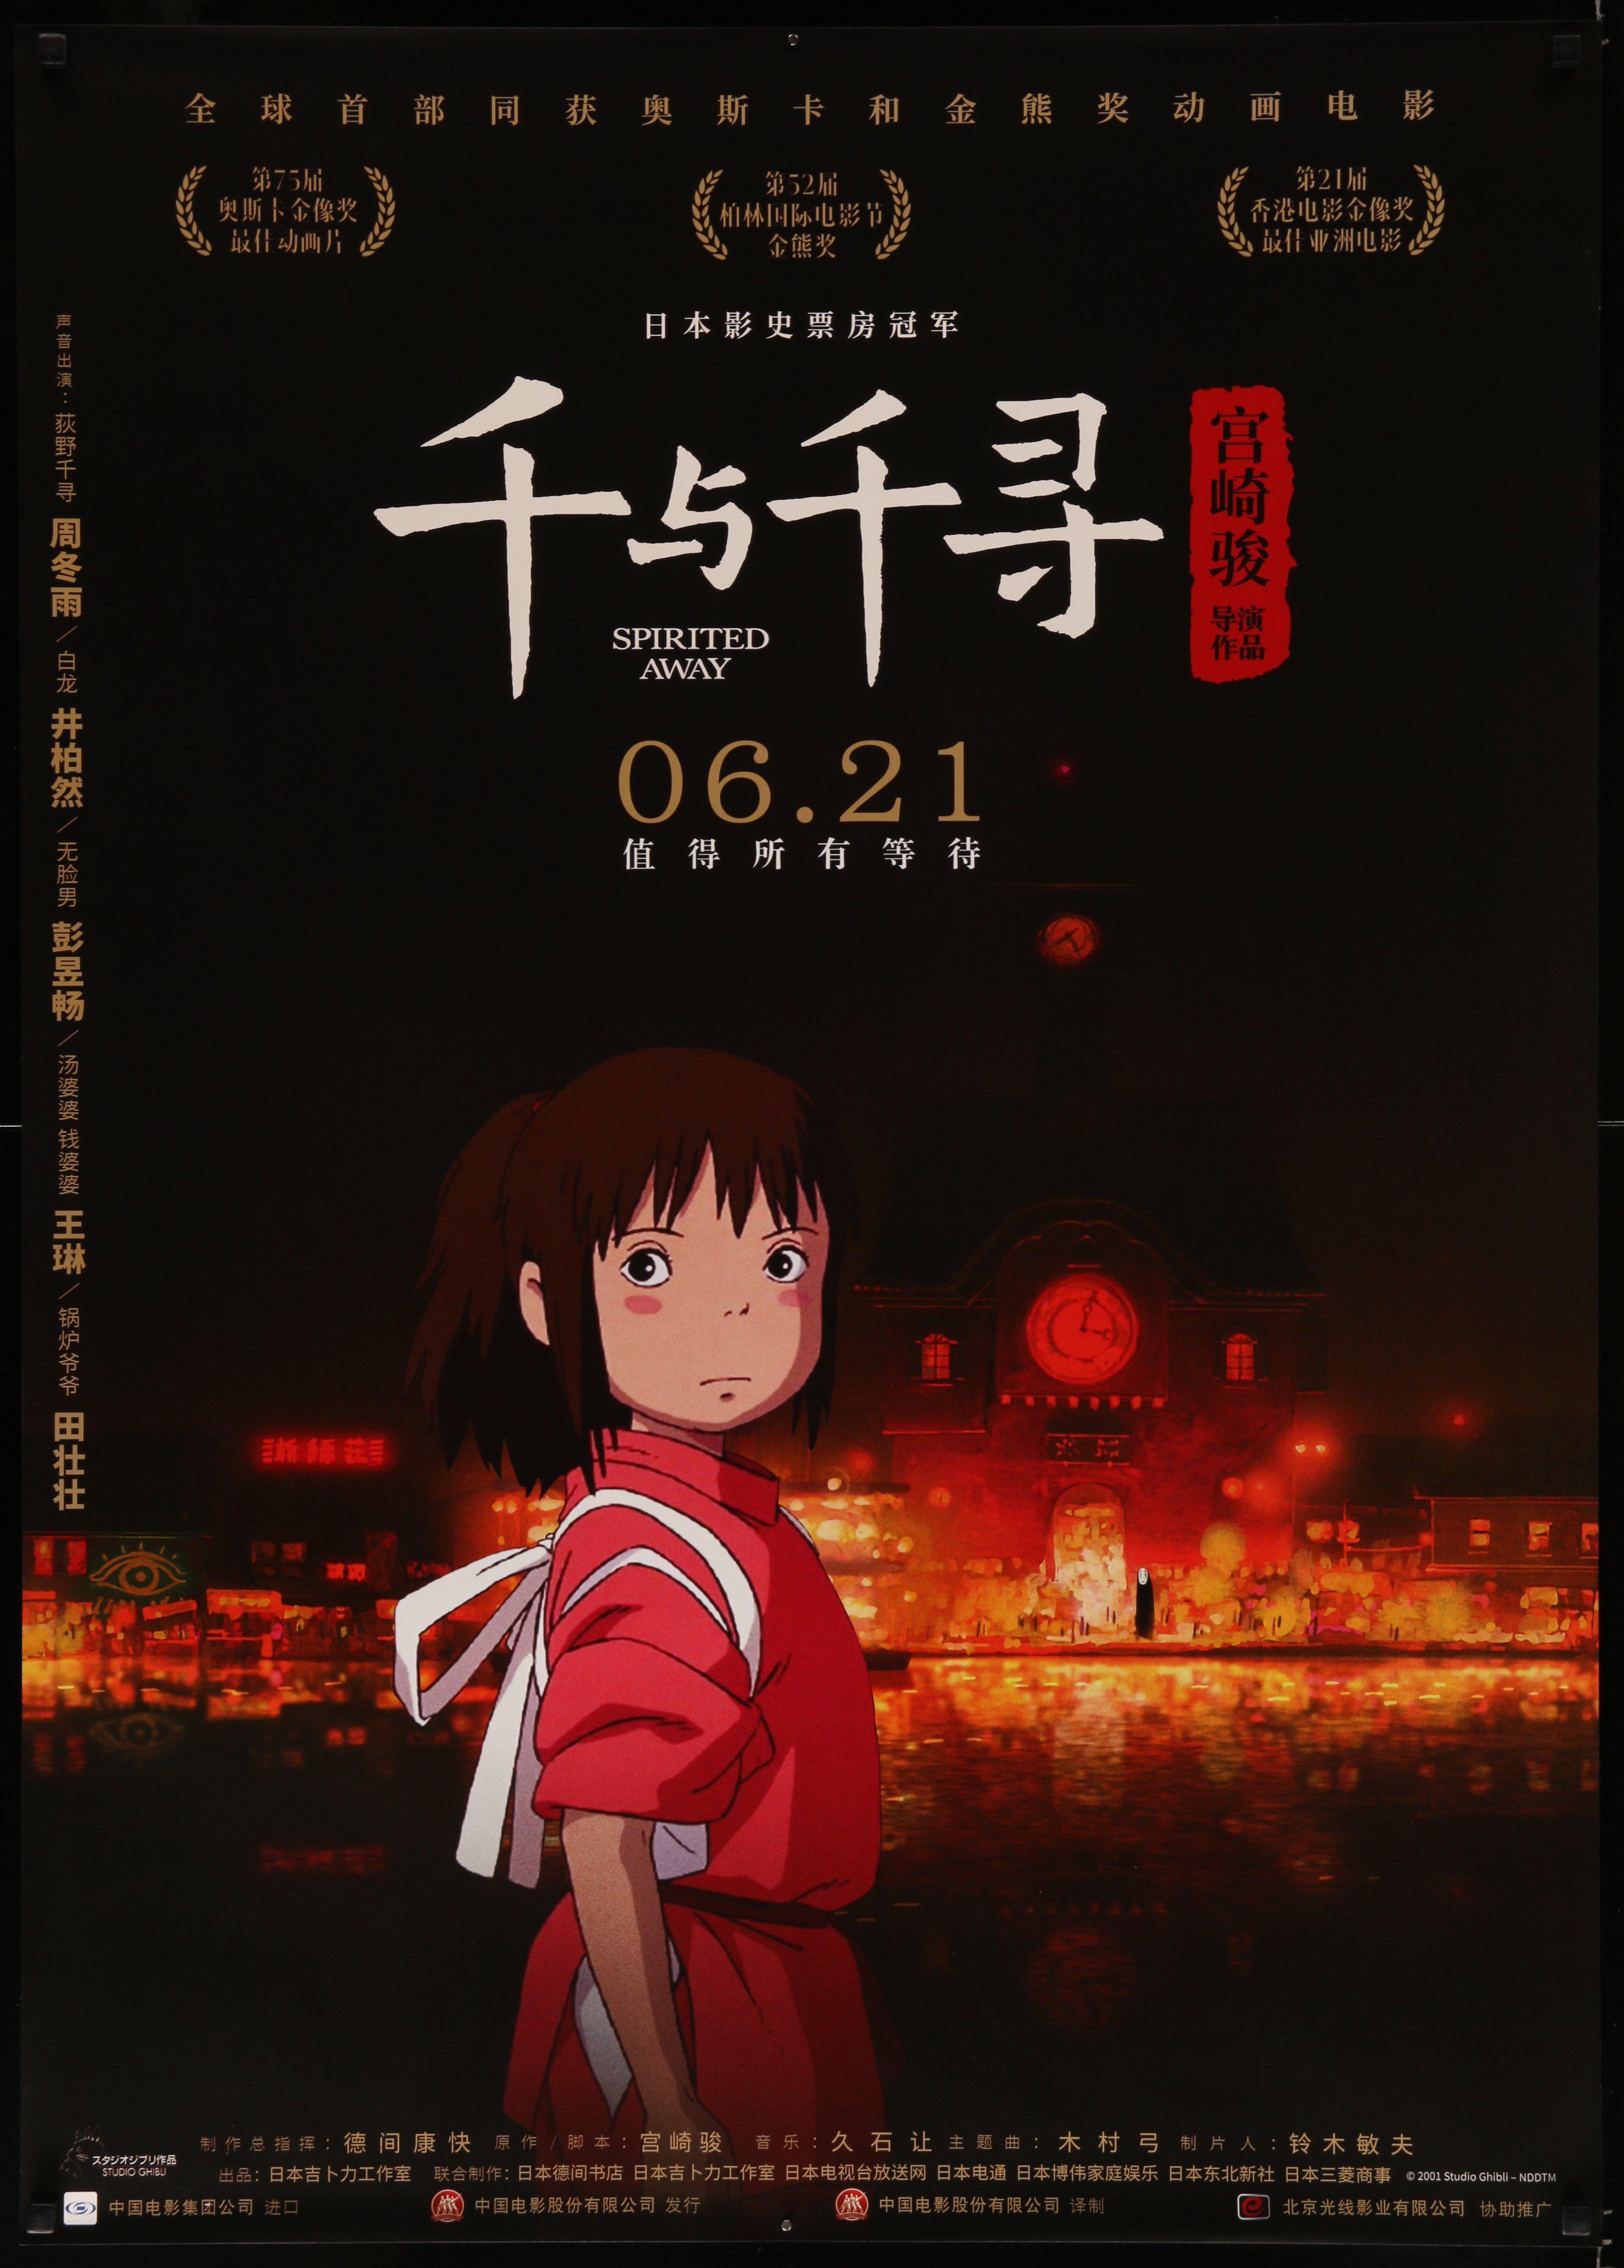 全球首部同获奥斯卡和金熊奖动画电影
第75届
奥斯卡金像奖
最佳动画片
第52届
柏林国际电影节
金熊奖
第21届
香港电影金像奖
最佳亚洲电影
日本影史票房冠军
千与千寻
SPIRITED
AWAY
宫崎骏
导演
作品
06.21
值得所有等待
声音出演：荻野千寻 周冬雨／白龙 井柏然／无脸男 彭昱畅／汤婆婆 钱婆婆 王琳／锅炉爷爷 田壮壮
スタジオジブリ作品
STUDIO GHIBLI
制作总指挥：德间康快 原作/脚本：宫崎骏 音乐：久石让 主题曲：木村弓 制片人：铃木敏夫
出品：日本吉卜力工作室 联合制作：日本德间书店 日本吉卜力工作室 日本电视台放送网 日本电通 日本博伟家庭娱乐 日本东北新社 日本三菱商事 © 2001 Studio Ghibli – NDDTM
中国电影集团公司 进口
中国电影股份有限公司 发行
中国电影股份有限公司 译制
北京光线影业有限公司 协助推广